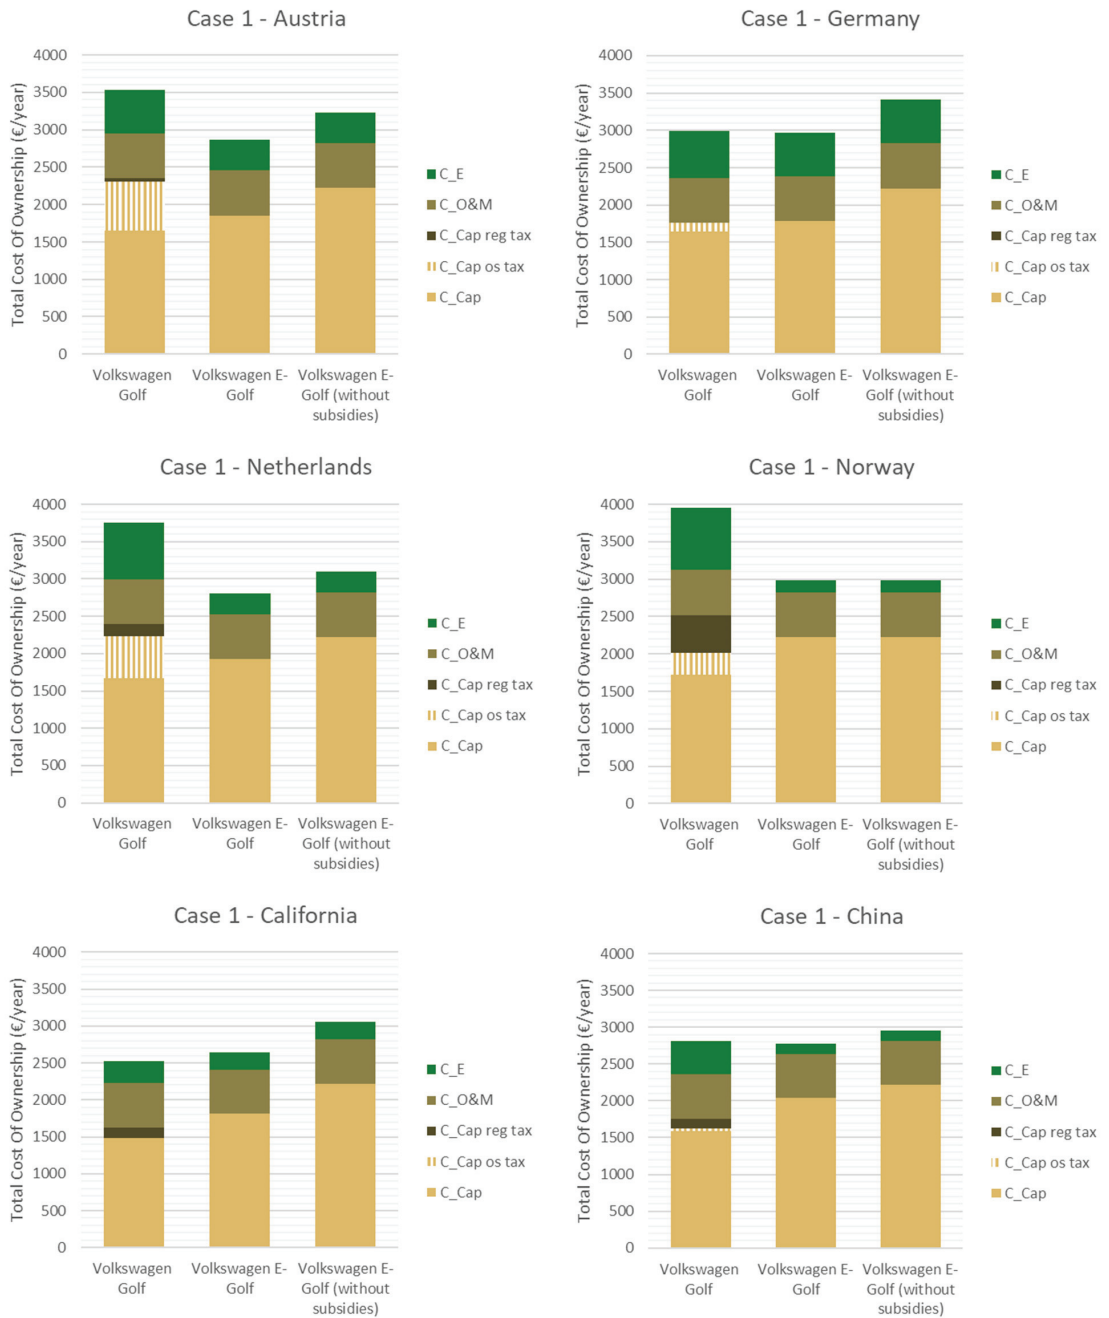 Case 1 - Austria
Total Cost Of Ownership (€/year)
4000
3500
3000
2500
2000
1500
1000
500
0
Volkswagen
Golf
Volkswagen E-
Golf
Volkswagen E-
Golf (without
subsidies)
C_E
C_O&M
C_Cap reg tax
C_Cap os tax
C_Cap
Case 1 - Germany
Total Cost Of Ownership (€/year)
4000
3500
3000
2500
2000
1500
1000
500
0
Volkswagen
Golf
Volkswagen E-
Golf
Volkswagen E-
Golf (without
subsidies)
C_E
C_O&M
C_Cap reg tax
C_Cap os tax
C_Cap
Case 1 - Netherlands
Total Cost Of Ownership (€/year)
4000
3500
3000
2500
2000
1500
1000
500
0
Volkswagen
Golf
Volkswagen E-
Golf
Volkswagen E-
Golf (without
subsidies)
C_E
C_O&M
C_Cap reg tax
C_Cap os tax
C_Cap
Case 1 - Norway
Total Cost Of Ownership (€/year)
4000
3500
3000
2500
2000
1500
1000
500
0
Volkswagen
Golf
Volkswagen E-
Golf
Volkswagen E-
Golf (without
subsidies)
C_E
C_O&M
C_Cap reg tax
C_Cap os tax
C_Cap
Case 1 - California
Total Cost Of Ownership (€/year)
4000
3500
3000
2500
2000
1500
1000
500
0
Volkswagen
Golf
Volkswagen E-
Golf
Volkswagen E-
Golf (without
subsidies)
C_E
C_O&M
C_Cap reg tax
C_Cap os tax
C_Cap
Case 1 - China
Total Cost Of Ownership (€/year)
4000
3500
3000
2500
2000
1500
1000
500
0
Volkswagen
Golf
Volkswagen E-
Golf
Volkswagen E-
Golf (without
subsidies)
C_E
C_O&M
C_Cap reg tax
C_Cap os tax
C_Cap